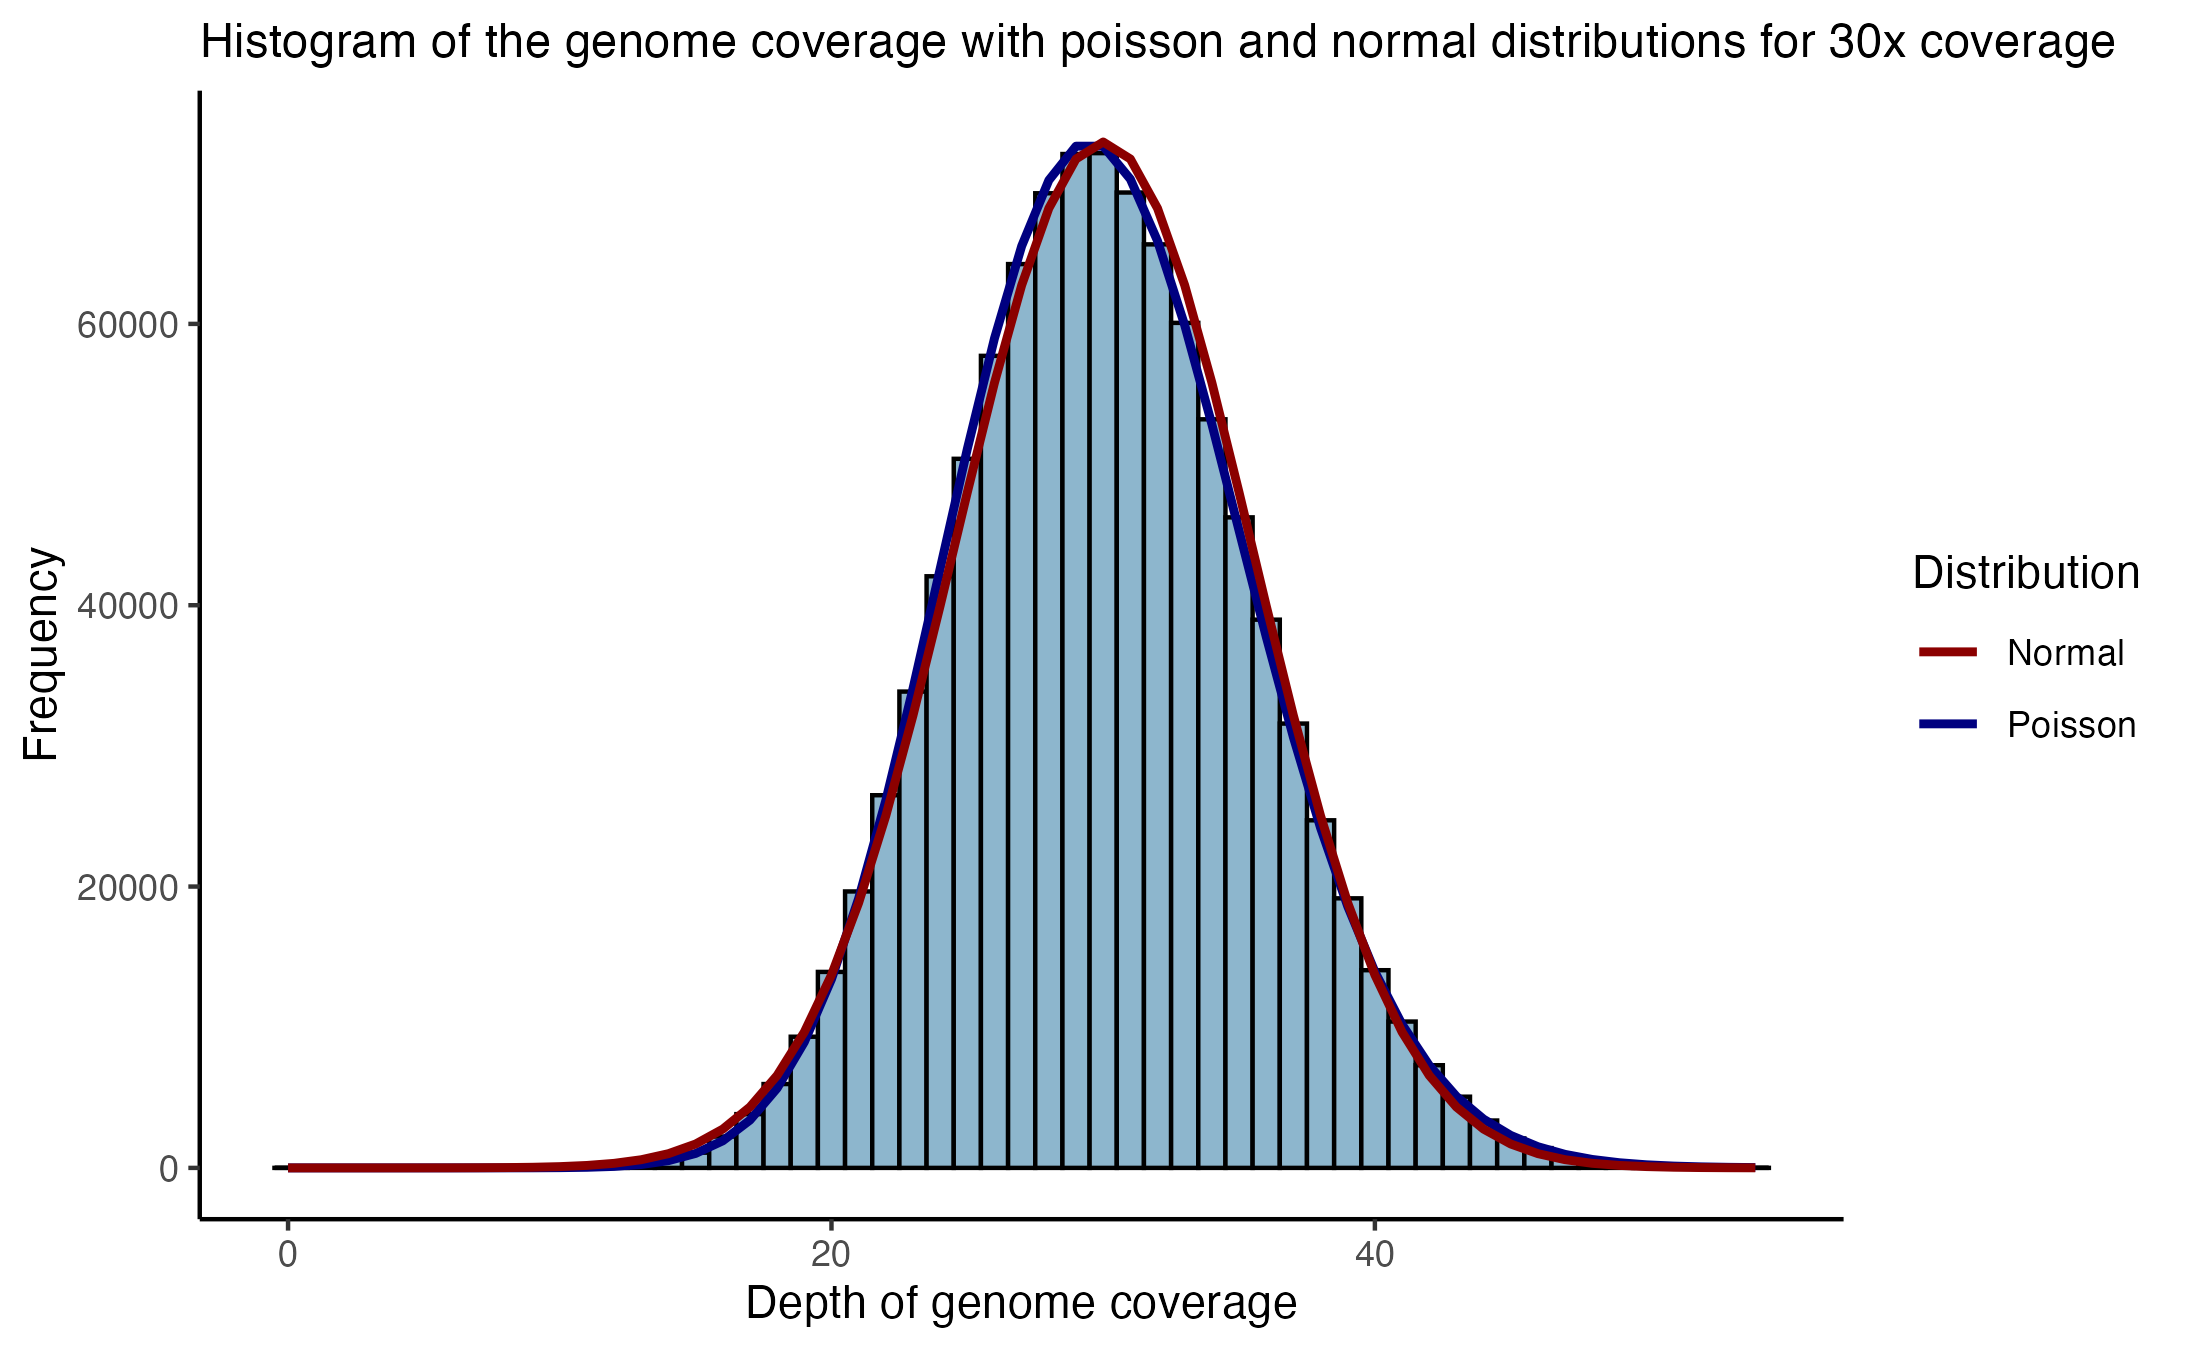 Histogram of the genome coverage with poisson and normal distributions for 30x coverage
Frequency
60000
40000
20000
0
0 20 40
Depth of genome coverage
Distribution
Normal
Poisson